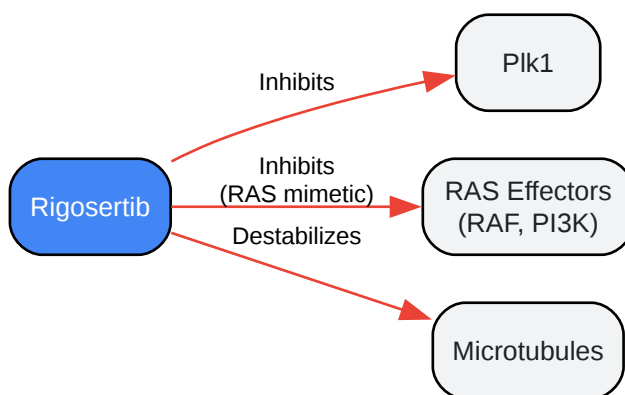 Plk1
Inhibits
Rigosertib
Inhibits
(RAS mimetic)
RAS Effectors
(RAF, PI3K)
Destabilizes
Microtubules